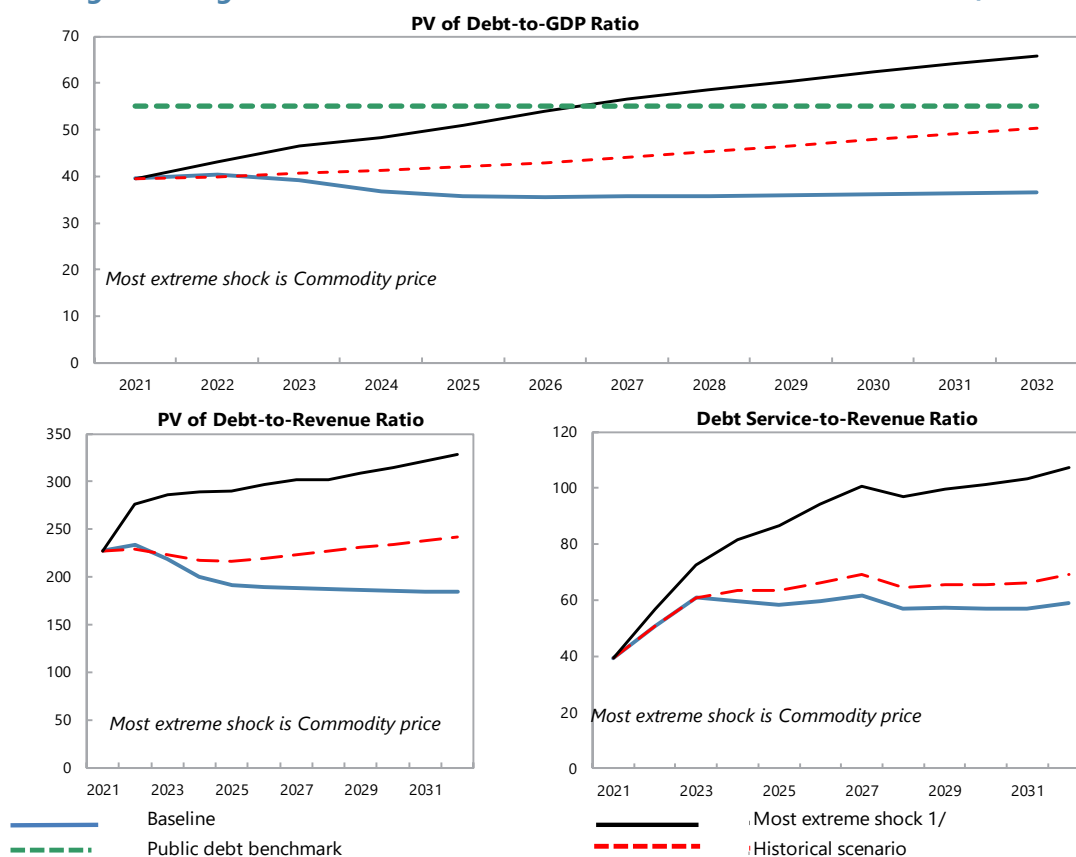 PV of Debt-to-GDP Ratio
70
60
50
40
30
20
10
0
Most extreme shock is Commodity price
2021 2022 2023 2024 2025 2026 2027 2028 2029 2030 2031 2032
PV of Debt-to-Revenue Ratio
350
300
250
200
150
100
50
0
Most extreme shock is Commodity price
2021 2023 2025 2027 2029 2031
Debt Service-to-Revenue Ratio
120
100
80
60
40
20
0
Most extreme shock is Commodity price
2021 2023 2025 2027 2029 2031
Baseline
Public debt benchmark
Most extreme shock 1/
Historical scenario